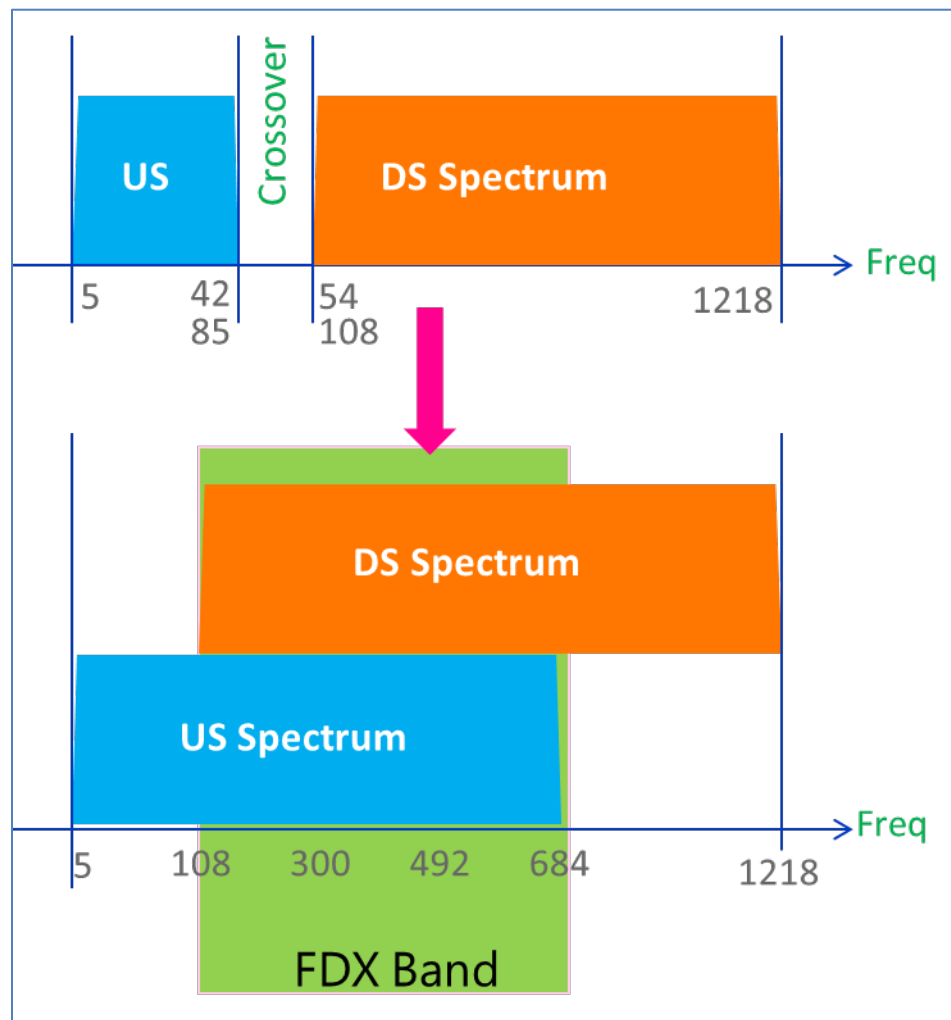 Crossover
US
DS Spectrum
Freq
5
42
54
1218
85
108
DS Spectrum
US Spectrum
Freq
5
108
300
492
684
1218
FDX Band